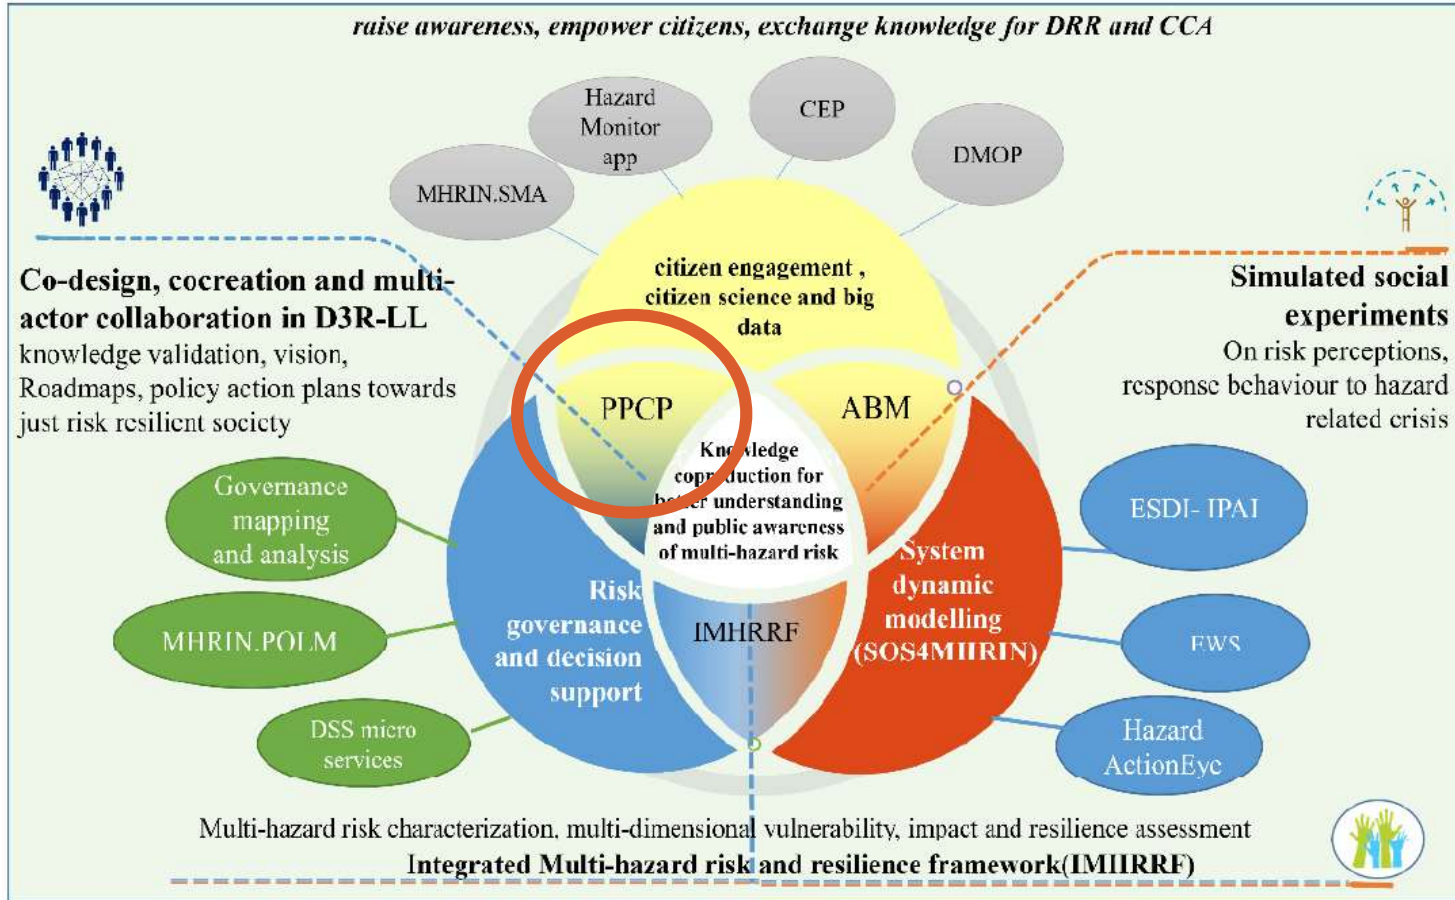 raise awareness, empower citizens, exchange knowledge for DRR and CCA
Hazard
Monitor
app
CEP
DMOP
MHRIN.SMA
citizen engagement ,
citizen science and big
data
Co-design, cocreation and multi-
actor collaboration in D3R-LL
knowledge validation, vision,
Roadmaps, policy action plans towards
just risk resilient society
Simulated social
experiments
On risk perceptions,
response behaviour to hazard
related crisis
PPCP
ABM
Knowledge
coproduction for
better understanding
and public awareness
of multi-hazard risk
Governance
mapping
and analysis
MHRIN.POLM
DSS micro
services
Risk
governance
and decision
support
IMHRRF
System
dynamic
modelling
(SOS4MHRIN)
ESDI- IPAI
EWS
Hazard
ActionEye
Multi-hazard risk characterization, multi-dimensional vulnerability, impact and resilience assessment
Integrated Multi-hazard risk and resilience framework(IMHRRF)